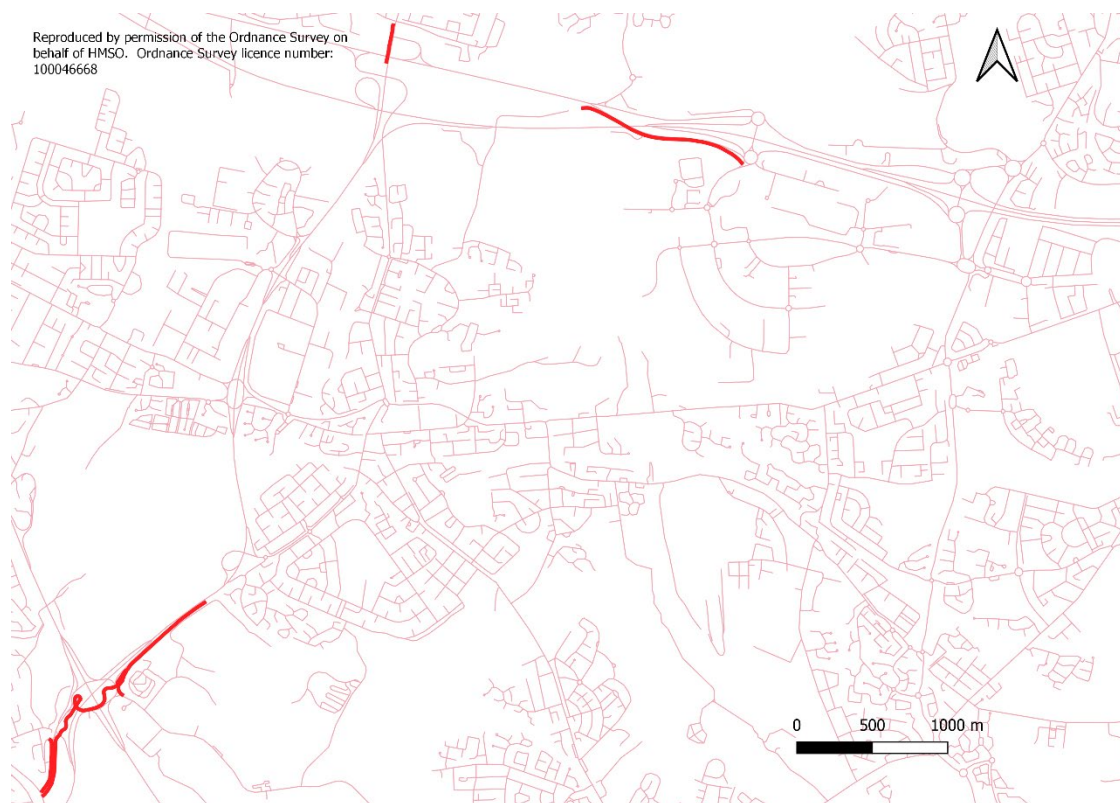 Reproduced by permission of the Ordnance Survey on
behalf of HMSO.  Ordnance Survey licence number:
100046668
0 500 1000 m